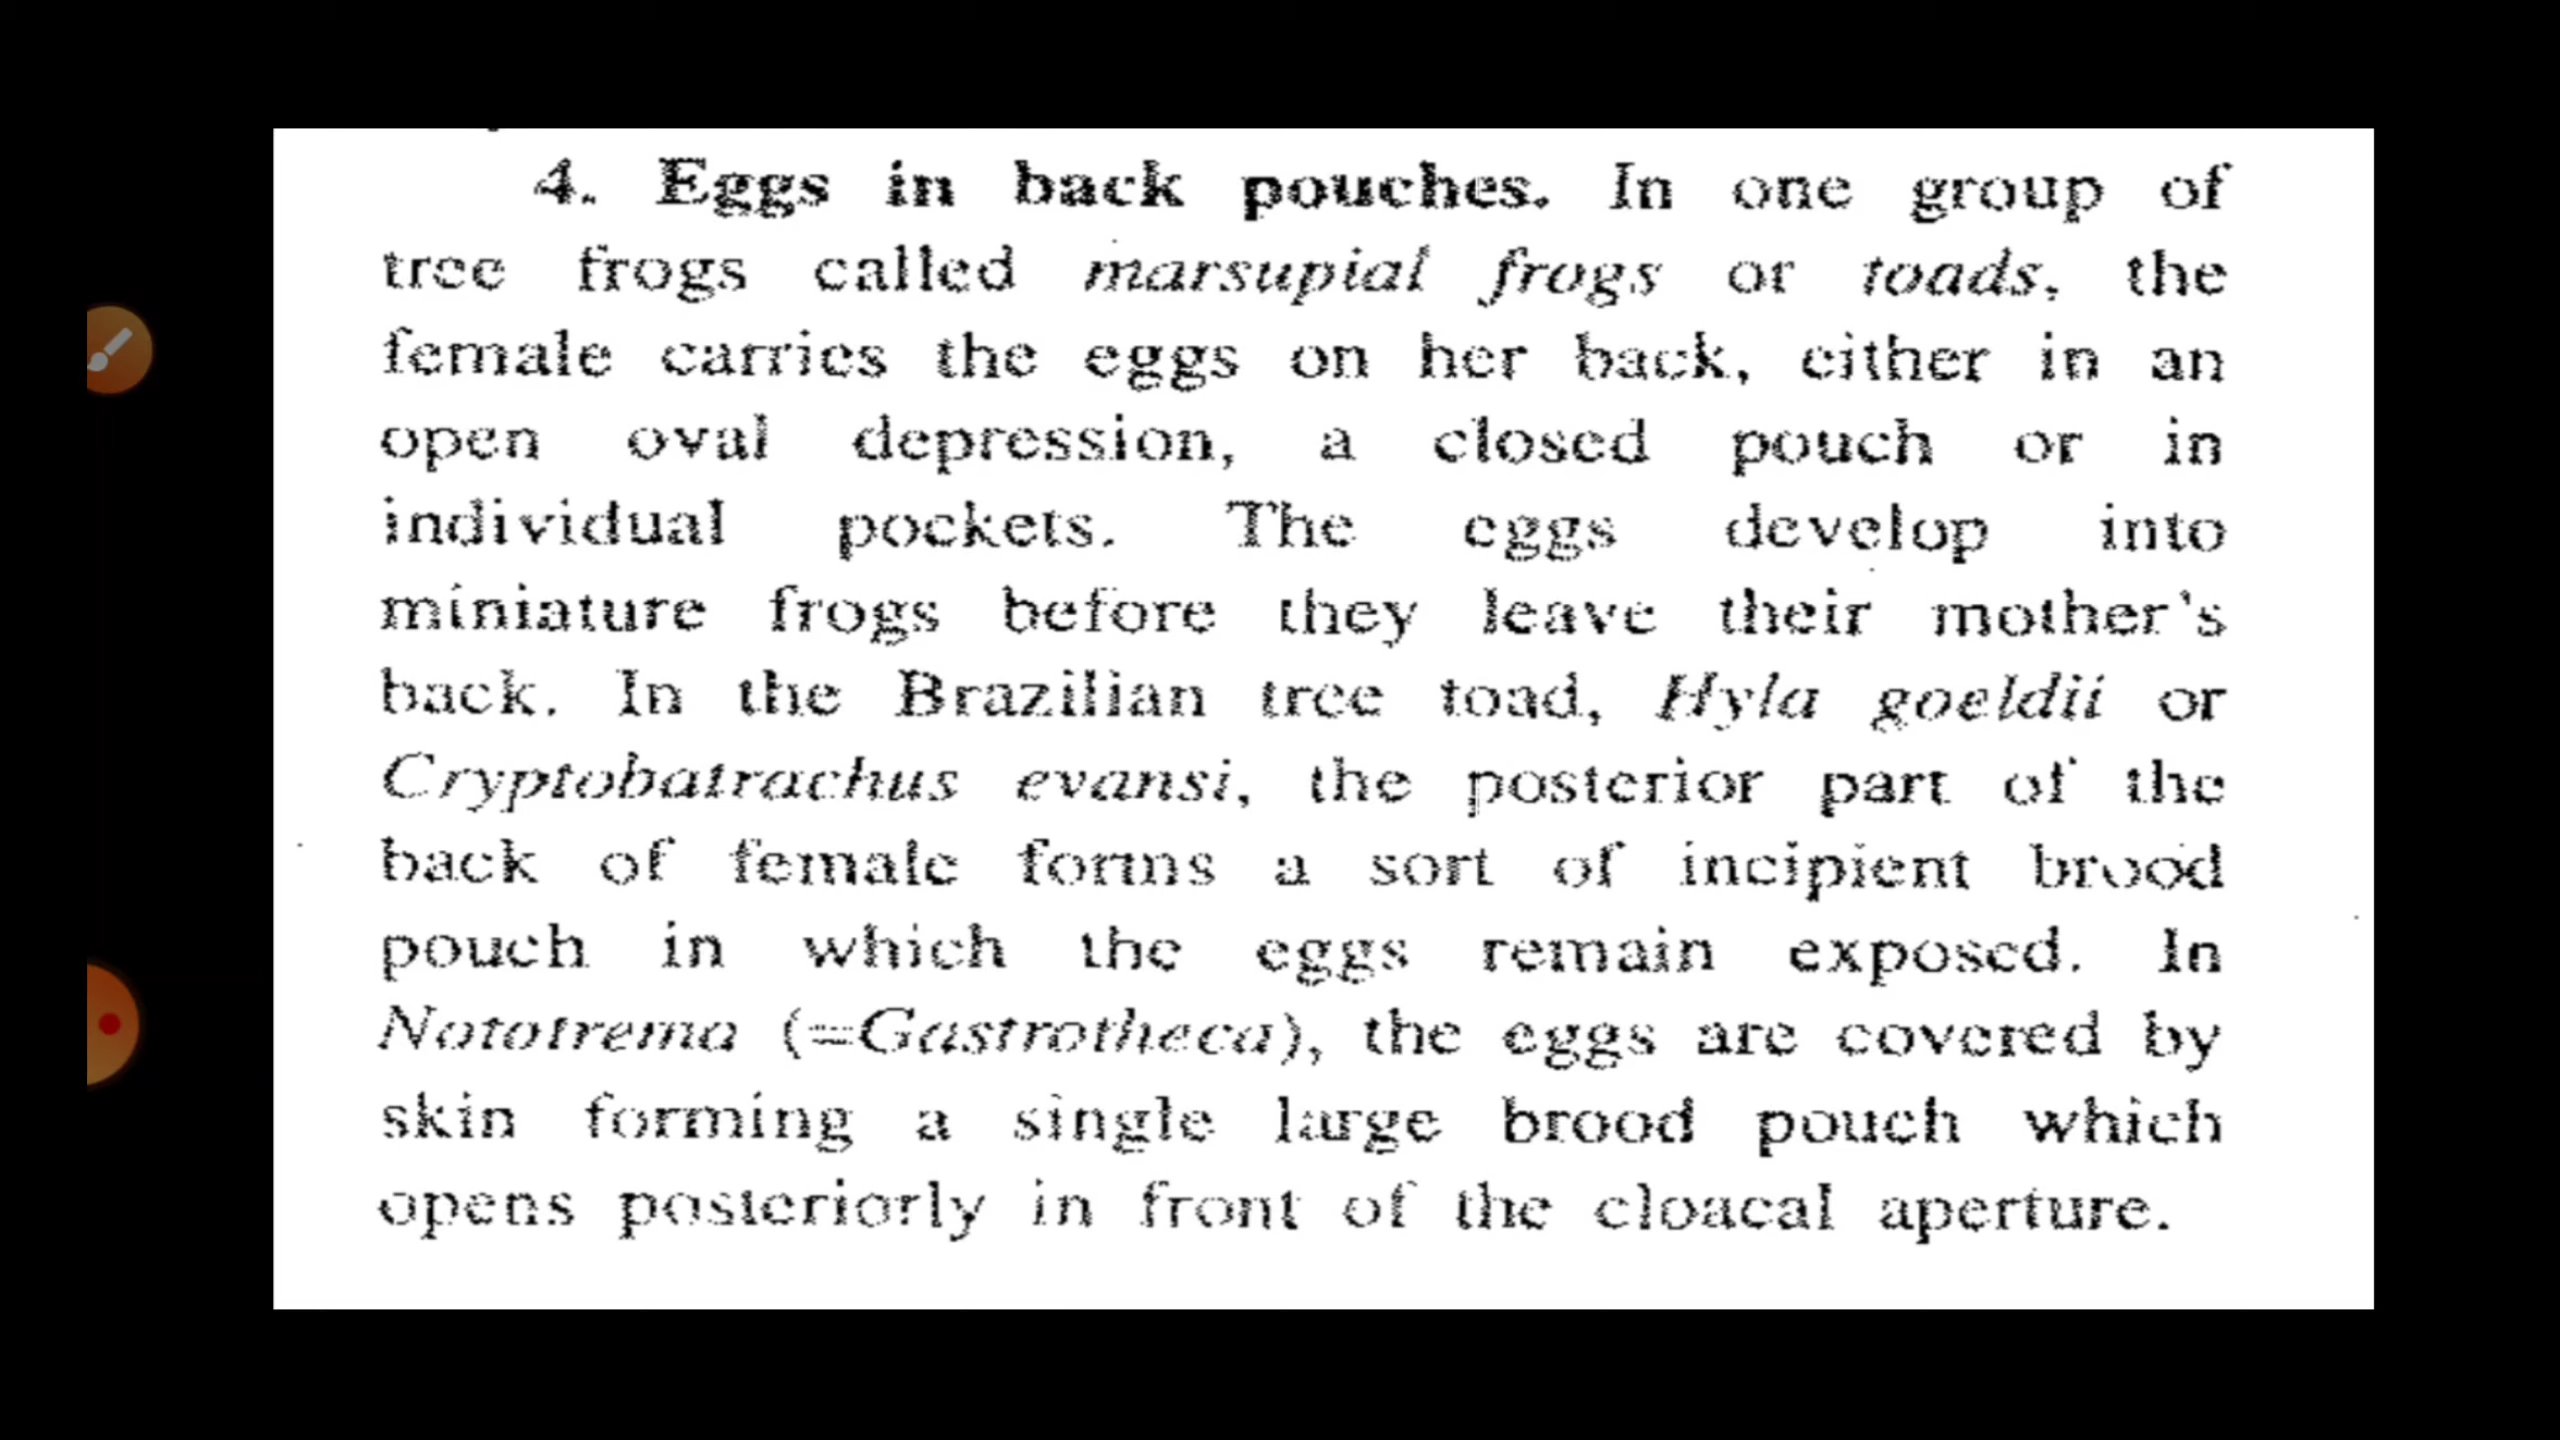 4. Eggs in back pouches. In one group of
tree frogs called marsupial frogs or toads, the
female carries the eggs on her back, either in an
open oval depression, a closed pouch or in
individual pockets. The eggs develop into
miniature frogs before they leave their mother's
back. In the Brazilian tree toad, Hyla goeldii or
Cryptobatrachus evansi, the posterior part of the
back of female forms a sort of incipient brood
pouch in which the eggs remain exposed. In
Nototrema (=Gastrotheca), the eggs are covered by
skin forming a single large brood pouch which
opens posteriorly in front of the cloacal aperture.